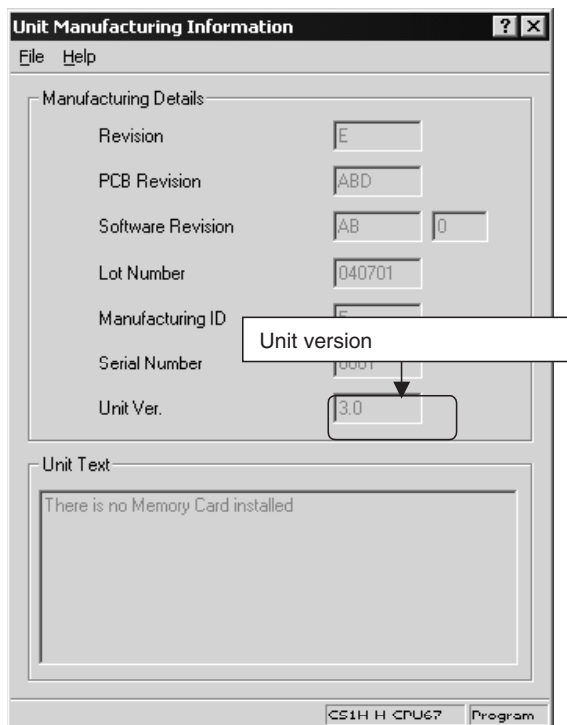 Unit Manufacturing Information
File Help
Manufacturing Details
Revision E
PCB Revision ABD
Software Revision AB 0
Lot Number 040701
Manufacturing ID
Unit version
Serial Number 0001
Unit Ver. 3.0
Unit Text
There is no Memory Card installed
CS1H-H CPU67 Program